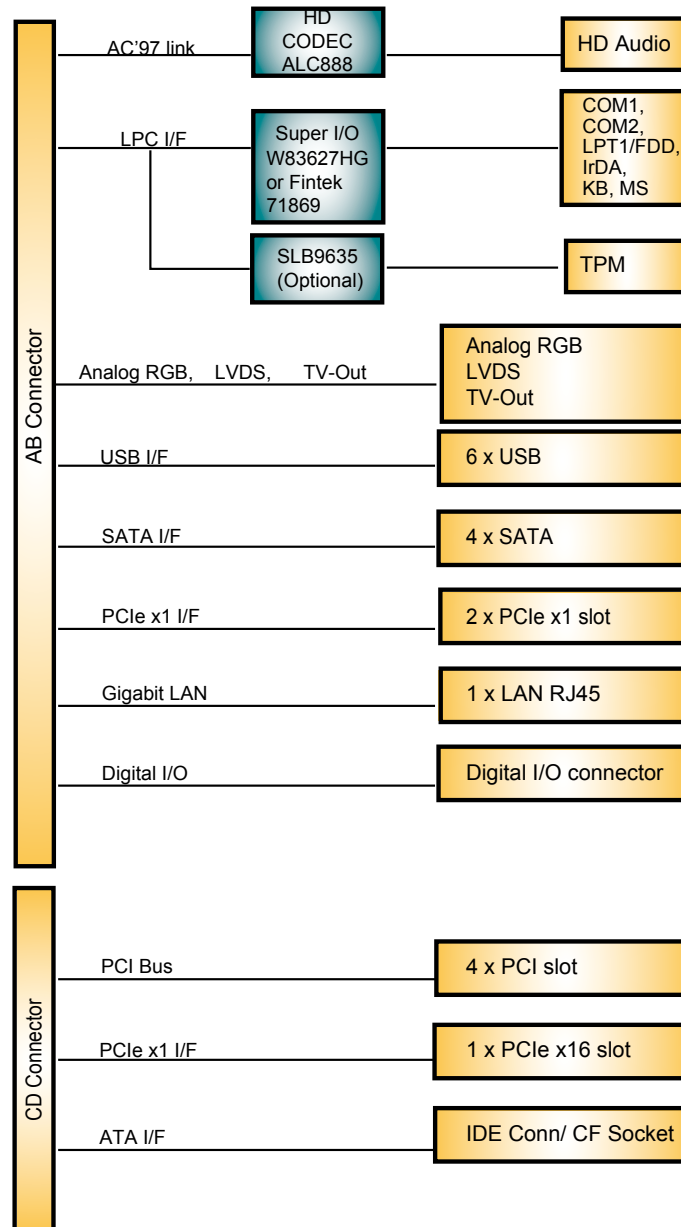 AB Connector
AC'97 link
HD
CODEC
ALC888
HD Audio
LPC I/F
Super I/O
W83627HG
or Fintek
71869
COM1,
COM2,
LPT1/FDD,
IrDA,
KB, MS
SLB9635
(Optional)
TPM
Analog RGB, LVDS, TV-Out
Analog RGB
LVDS
TV-Out
USB I/F
6 x USB
SATA I/F
4 x SATA
PCIe x1 I/F
2 x PCIe x1 slot
Gigabit LAN
1 x LAN RJ45
Digital I/O
Digital I/O connector
CD Connector
PCI Bus
4 x PCI slot
PCIe x1 I/F
1 x PCIe x16 slot
ATA I/F
IDE Conn/ CF Socket